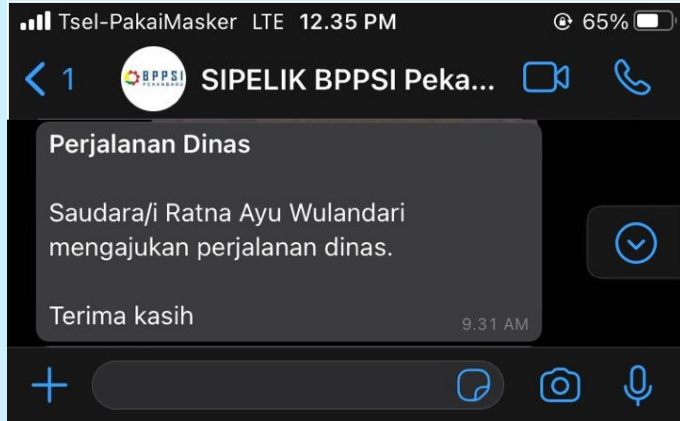 Tsel-PakaiMasker LTE 12.35 PM 65%
1 BPPSI PEKANBARU SIPELIK BPPSI Peka...
Perjalanan Dinas
Saudara/i Ratna Ayu Wulandari
mengajukan perjalanan dinas.
Terima kasih 9.31 AM